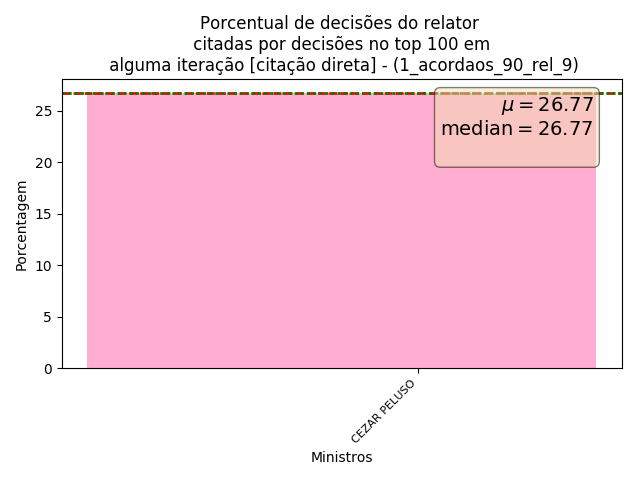 Porcentual de decisões do relator
citadas por decisões no top 100 em
alguma iteração [citação direta] - (1_acordaos_90_rel_9)
μ = 26.77
median = 26.77
25
20
15
10
5
0
Porcentagem
CEZAR PELUSO
Ministros